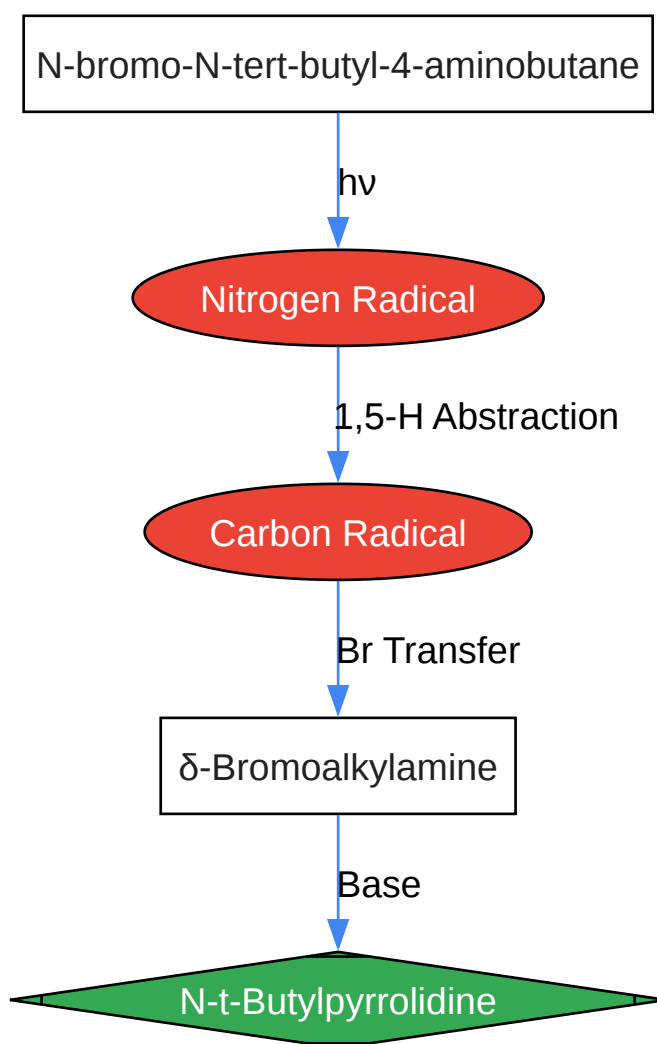 N-bromo-N-tert-butyl-4-aminobutane
hν
Nitrogen Radical
1,5-H Abstraction
Carbon Radical
Br Transfer
δ-Bromoalkylamine
Base
N-t-Butylpyrrolidine